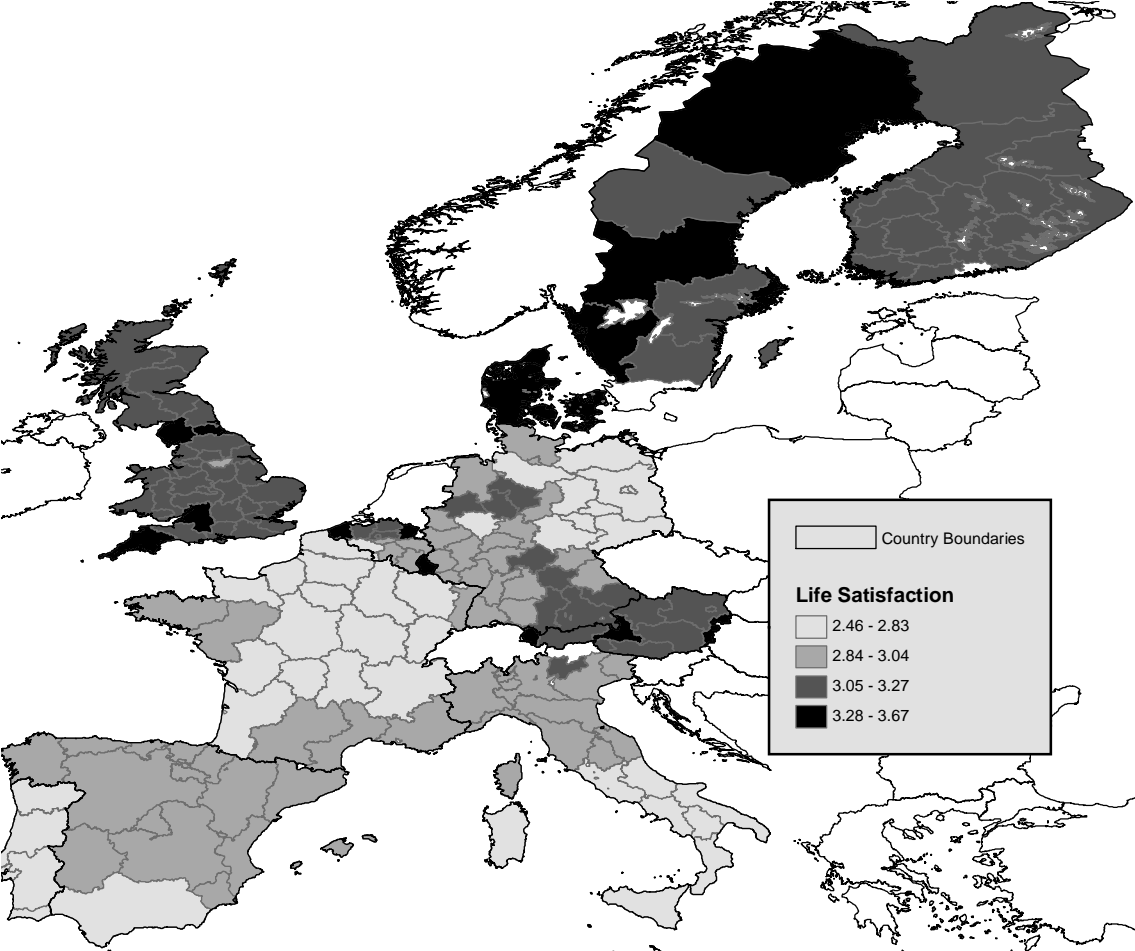 Country Boundaries
Life Satisfaction
2.46 - 2.83
2.84 - 3.04
3.05 - 3.27
3.28 - 3.67